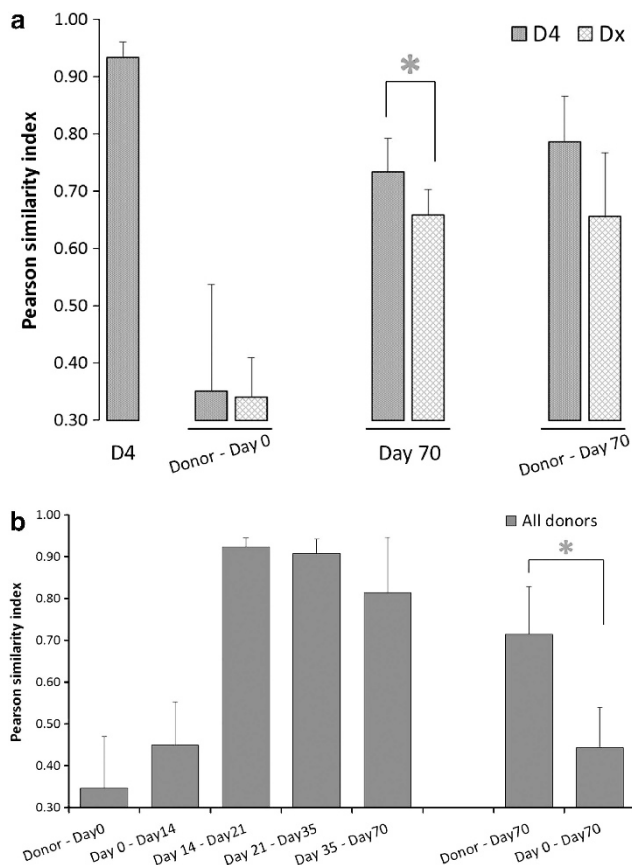 a
D4 Dx
Pearson similarity index
1.00
0.90
*
0.80
0.70
0.60
0.50
0.40
0.30
D4
Donor - Day 0
Day 70
Donor - Day 70
b
All donors
Pearson similarity index
1.00
0.90
*
0.80
0.70
0.60
0.50
0.40
0.30
Donor - Day0
Day 0 - Day14
Day 14 - Day21
Day 21 - Day35
Day 35 - Day70
Donor - Day70
Day 0 - Day70